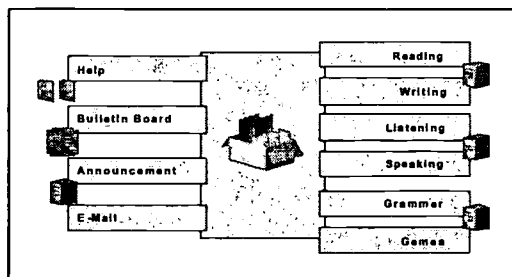 Help
Bulletin Board
Announcement
E-Mail
Reading
Writing
Listening
Speaking
Grammer
Games